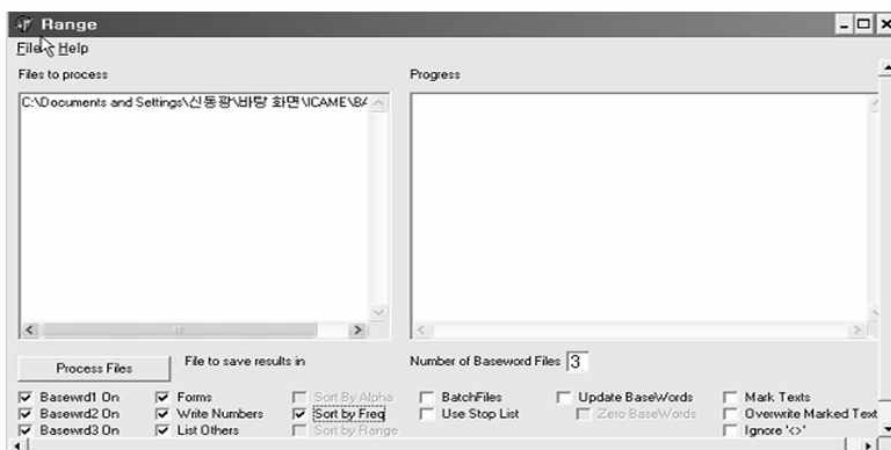 Range
File Help
Files to process
Progress
C:\Documents and Settings\신동광\바탕 화면\ICAME\BA
Process Files
File to save results in
Number of Baseword Files 3
Basewrd1 On
Forms
Sort By Alpha
BatchFiles
Update BaseWords
Mark Texts
Basewrd2 On
Write Numbers
Sort by Freq
Use Stop List
Zero BaseWords
Overwrite Marked Text
Basewrd3 On
List Others
Sort by Range
Ignore '<>'